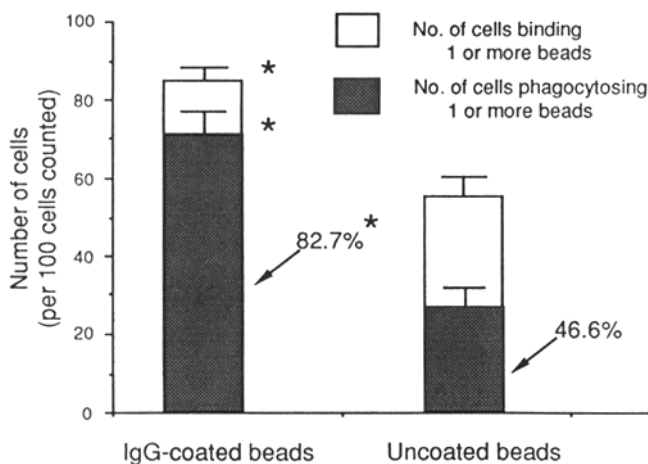 100
80
60
40
20
0
Number of cells
(per 100 cells counted)
No. of cells binding
1 or more beads
No. of cells phagocytosing
1 or more beads
*
*
82.7% *
46.6%
IgG-coated beads
Uncoated beads